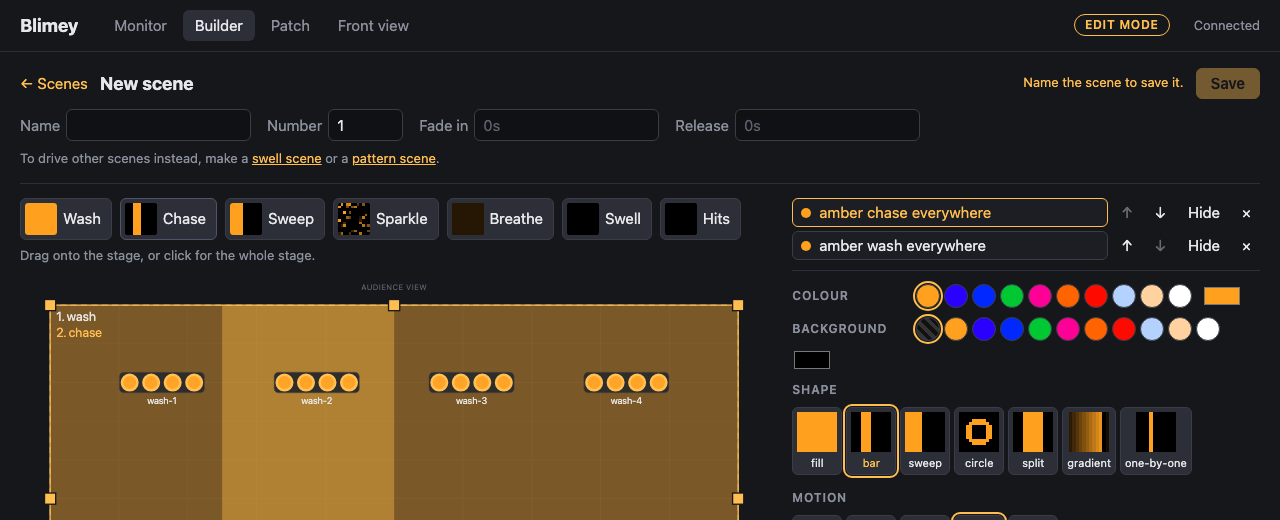 Blimey Monitor Builder Patch Front view EDIT MODE Connected
← Scenes New scene Name the scene to save it. Save
Name Number 1 Fade in 0s Release 0s
To drive other scenes instead, make a swell scene or a pattern scene.
Wash Chase Sweep Sparkle Breathe Swell Hits
Drag onto the stage, or click for the whole stage.
AUDIENCE VIEW
1. wash
2. chase
wash-1 wash-2 wash-3 wash-4
amber chase everywhere ↑ ↓ Hide ×
amber wash everywhere ↑ ↓ Hide ×
COLOUR
BACKGROUND
SHAPE
fill bar sweep circle split gradient one-by-one
MOTION